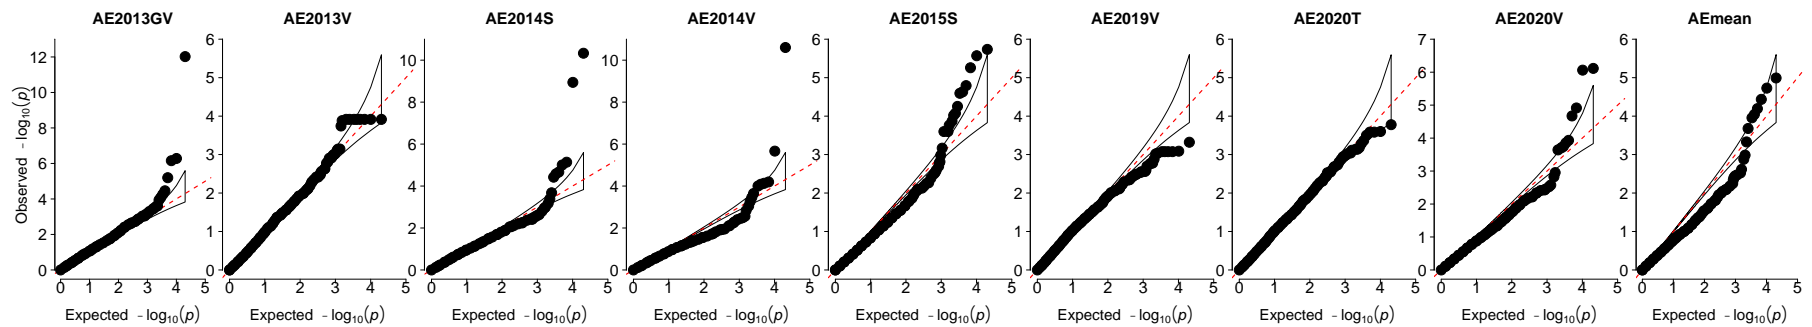 AE2013GV AE2013V AE2014S AE2014V AE2015S AE2019V AE2020T AE2020V AEmean
Observed −log10(p)
0 2 4 6 8 10 12
0 1 2 3 4 5 6
0 2 4 6 8 10
0 2 4 6 8 10
0 1 2 3 4 5 6
0 1 2 3 4 5 6
0 1 2 3 4 5 6
0 1 2 3 4 5 6 7
0 1 2 3 4 5 6
0 1 2 3 4 5 0 1 2 3 4 5 0 1 2 3 4 5 0 1 2 3 4 5 0 1 2 3 4 5 0 1 2 3 4 5 0 1 2 3 4 5 0 1 2 3 4 5 0 1 2 3 4 5
Expected −log10(p) Expected −log10(p) Expected −log10(p) Expected −log10(p) Expected −log10(p) Expected −log10(p) Expected −log10(p) Expected −log10(p) Expected −log10(p)